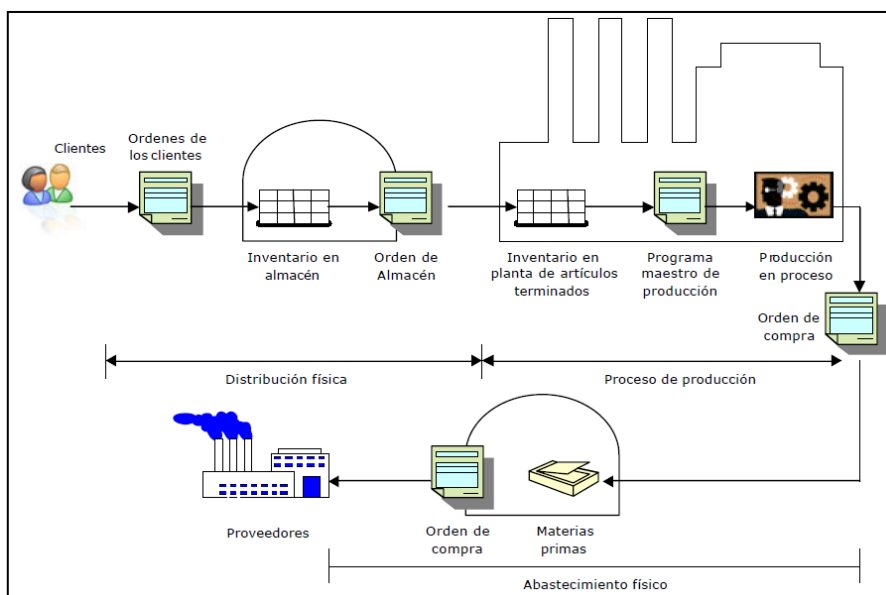 Clientes
Ordenes de
los clientes
Inventario en
almacén
Orden de
Almacén
Inventario en
planta de artículos
terminados
Programa
maestro de
producción
Producción
en proceso
Orden de
compra
Distribución física
Proceso de producción
Proveedores
Orden de
compra
Materias
primas
Abastecimiento físico